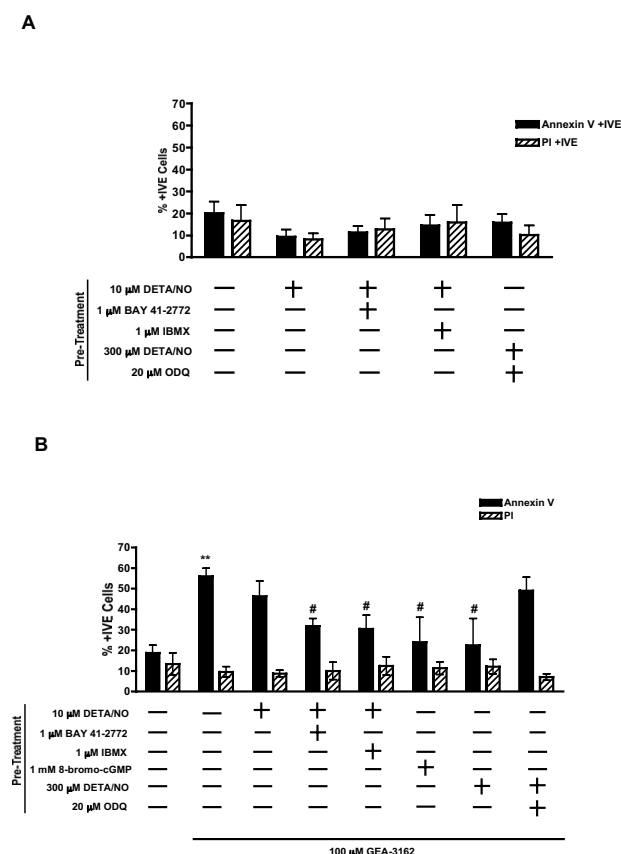 A
70
60
50
40
30
20
10
0
% +IVE Cells
Annexin V +IVE
PI +IVE
Pre-Treatment
10 µM DETA/NO — + + + —
1 µM BAY 41-2772 — — + — —
1 µM IBMX — — — + —
300 µM DETA/NO — — — — +
20 µM ODQ — — — — +
B
Annexin V
PI
70
60
50
40
30
20
10
0
% +IVE Cells
** # # # #
Pre-Treatment
10 µM DETA/NO — — + + + — — —
1 µM BAY 41-2772 — — — + — — — —
1 µM IBMX — — — — + — — —
1 mM 8-bromo-cGMP — — — — — + — —
300 µM DETA/NO — — — — — — + +
20 µM ODQ — — — — — — — +
100 µM GEA-3162